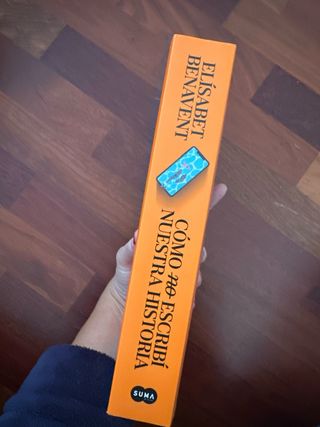 ELÍSABET
BENAVENT
CÓMO no ESCRIBÍ
NUESTRA HISTORIA
SUMA